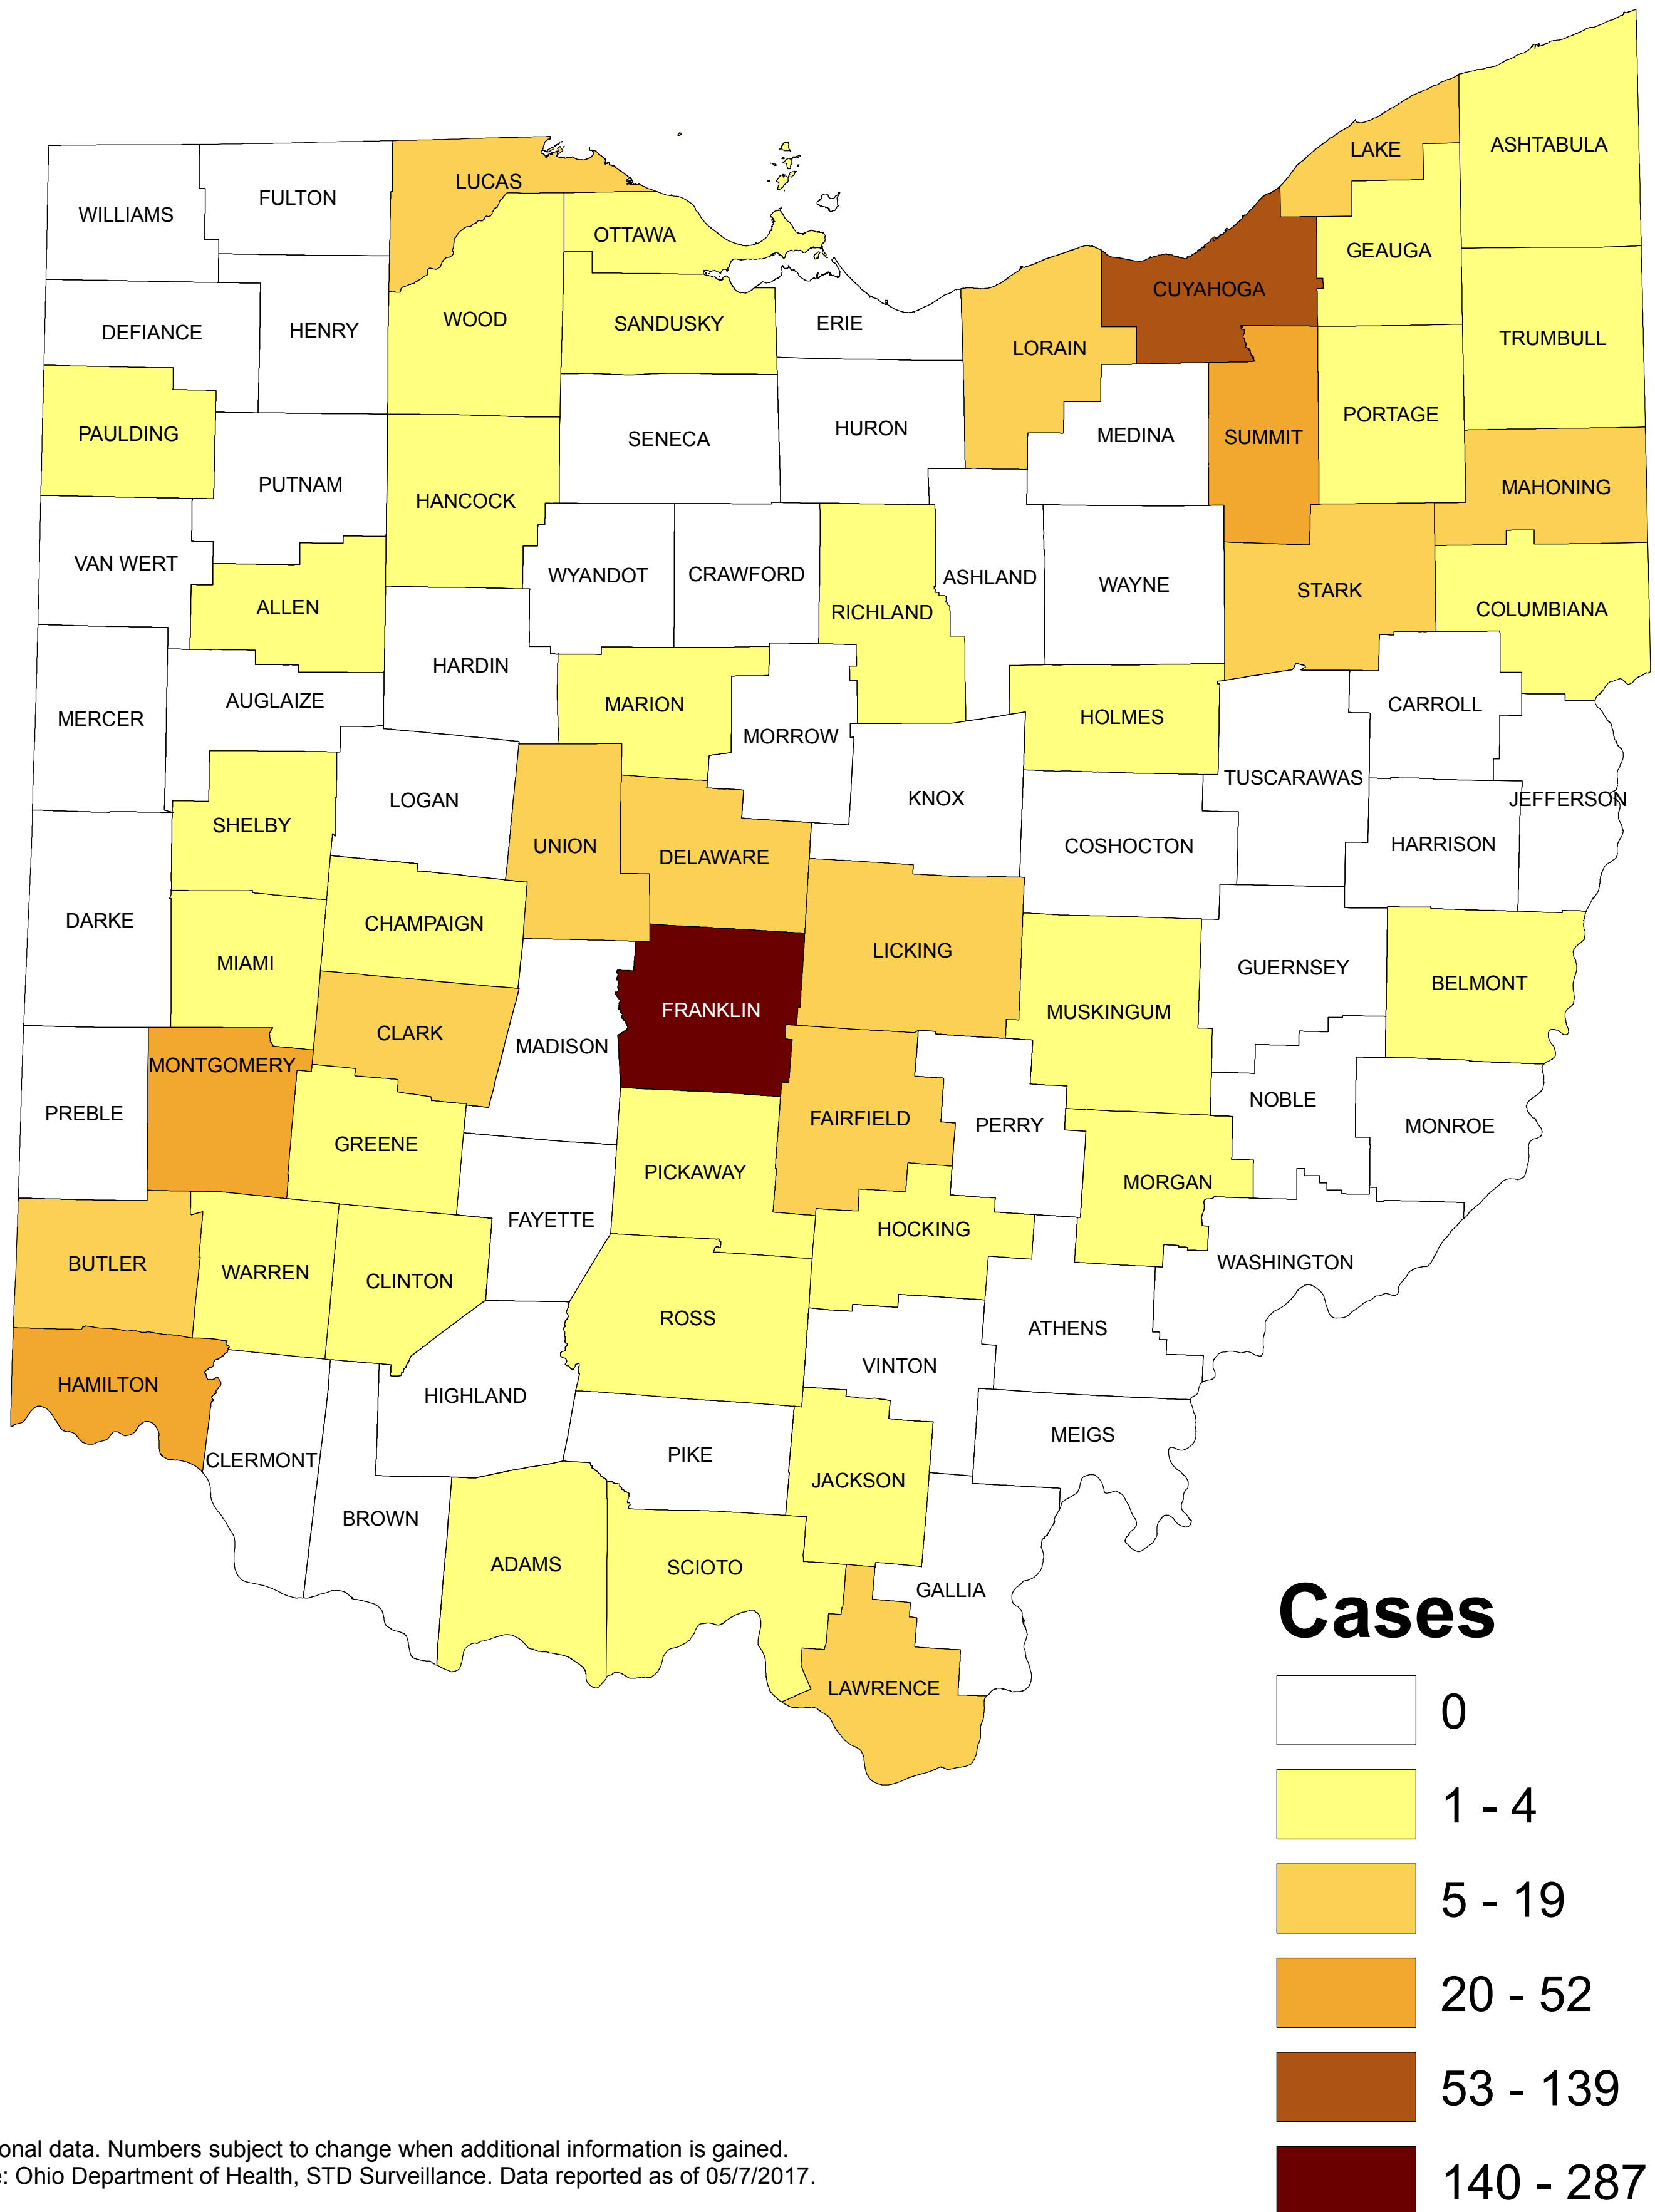 ASHTABULA
LAKE
LUCAS
FULTON
WILLIAMS
OTTAWA
GEAUGA
CUYAHOGA
WOOD
SANDUSKY
ERIE
HENRY
DEFIANCE
TRUMBULL
LORAIN
PORTAGE
PAULDING
HURON
MEDINA
SUMMIT
SENECA
PUTNAM
MAHONING
HANCOCK
VAN WERT
WYANDOT
CRAWFORD
ASHLAND
WAYNE
STARK
ALLEN
COLUMBIANA
RICHLAND
HARDIN
AUGLAIZE
MARION
CARROLL
MERCER
HOLMES
MORROW
TUSCARAWAS
KNOX
JEFFERSON
LOGAN
SHELBY
UNION
HARRISON
COSHOCTON
DELAWARE
DARKE
CHAMPAIGN
LICKING
MIAMI
GUERNSEY
BELMONT
FRANKLIN
MUSKINGUM
CLARK
MADISON
MONTGOMERY
NOBLE
PREBLE
FAIRFIELD
PERRY
MONROE
GREENE
PICKAWAY
MORGAN
FAYETTE
HOCKING
BUTLER
WASHINGTON
WARREN
CLINTON
ROSS
ATHENS
VINTON
HAMILTON
HIGHLAND
MEIGS
PIKE
CLERMONT
JACKSON
BROWN
ADAMS
SCIOTO
GALLIA
LAWRENCE
Cases
0
1 - 4
5 - 19
20 - 52
53 - 139
140 - 287
onal data. Numbers subject to change when additional information is gained.
e: Ohio Department of Health, STD Surveillance. Data reported as of 05/7/2017.